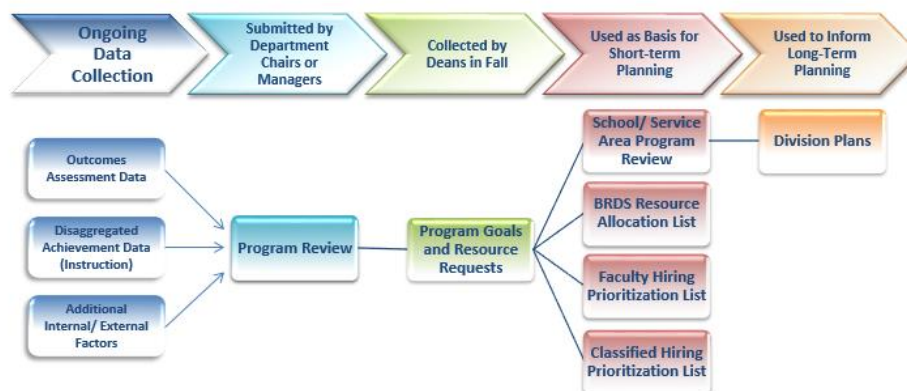 Ongoing
Data
Collection
Submitted by
Department
Chairs or
Managers
Collected by
Deans in Fall
Used as Basis for
Short-term
Planning
Used to Inform
Long-Term
Planning
Outcomes
Assessment Data
Disaggregated
Achievement Data
(Instruction)
Additional
Internal/ External
Factors
Program Review
Program Goals
and Resource
Requests
School/ Service
Area Program
Review
BRDS Resource
Allocation List
Faculty Hiring
Prioritization List
Classified Hiring
Prioritization List
Division Plans